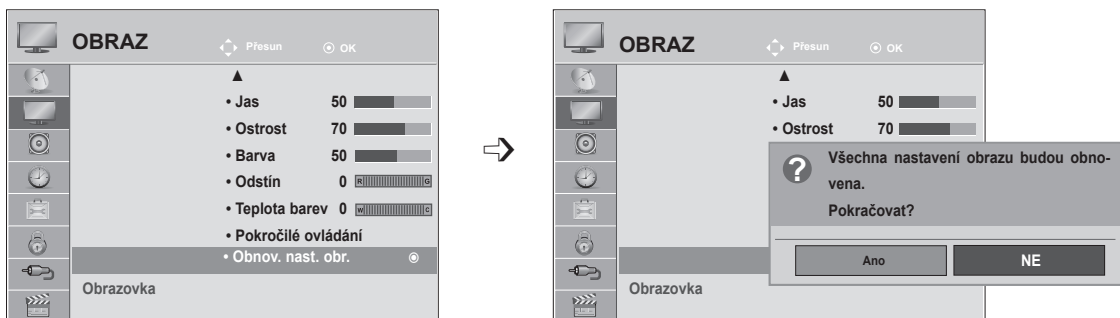 OBRAZ
Přesun
OK
▲
• Jas 50
• Ostrost 70
• Barva 50
• Odstín 0 R G
• Teplota barev 0 W C
• Pokročilé ovládání
• Obnov. nast. obr.
Obrazovka
OBRAZ
Přesun
OK
▲
• Jas 50
• Ostrost 70
Všechna nastavení obrazu budou obno-
vena.
Pokračovat?
Ano
NE
Obrazovka